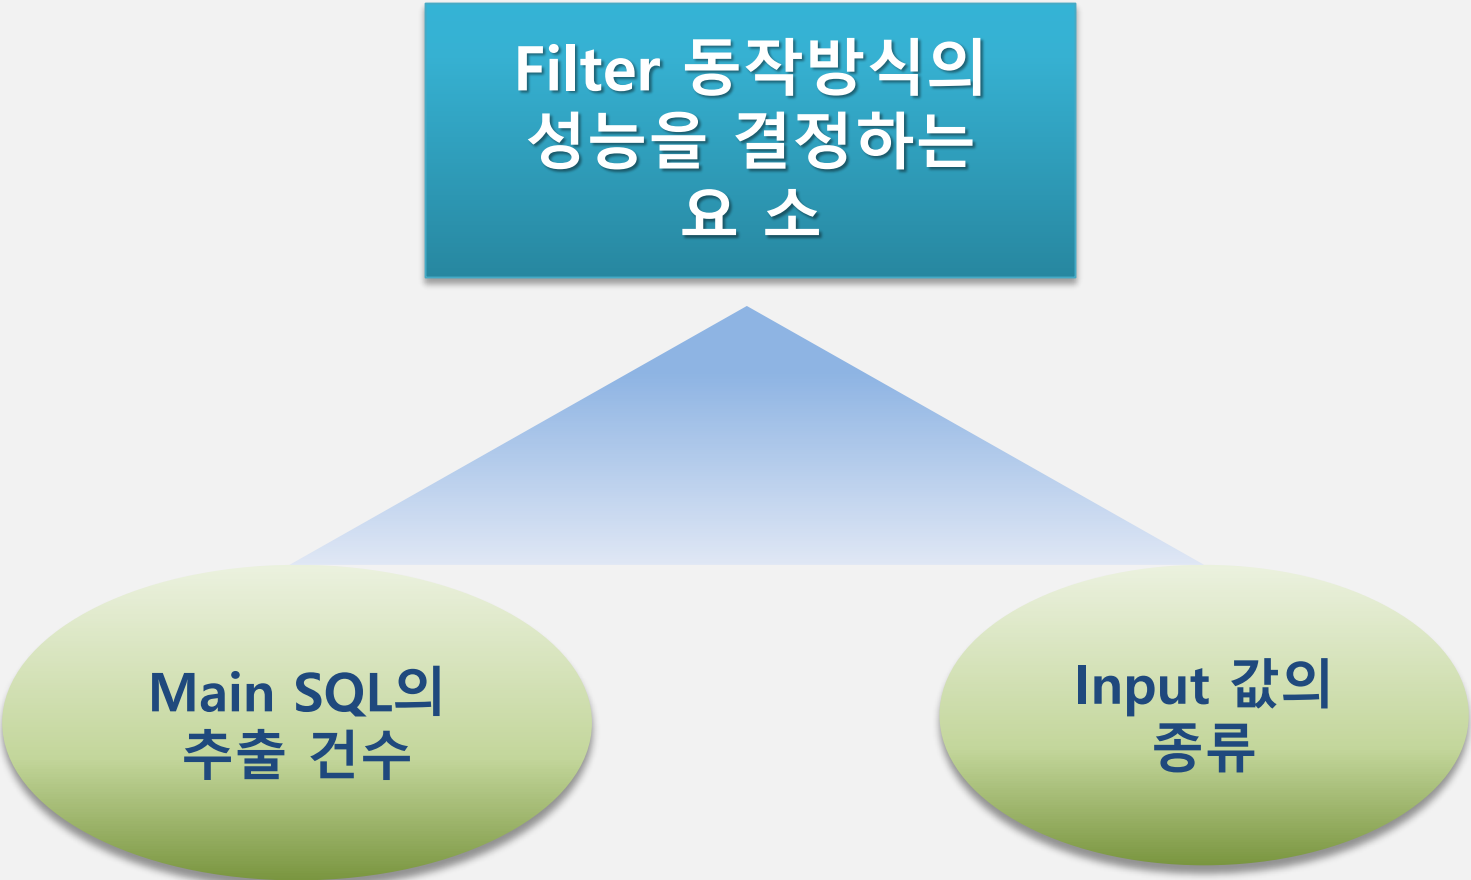 Filter 동작방식의
성능을 결정하는
요 소
Main SQL의
추출 건수
Input 값의
종류